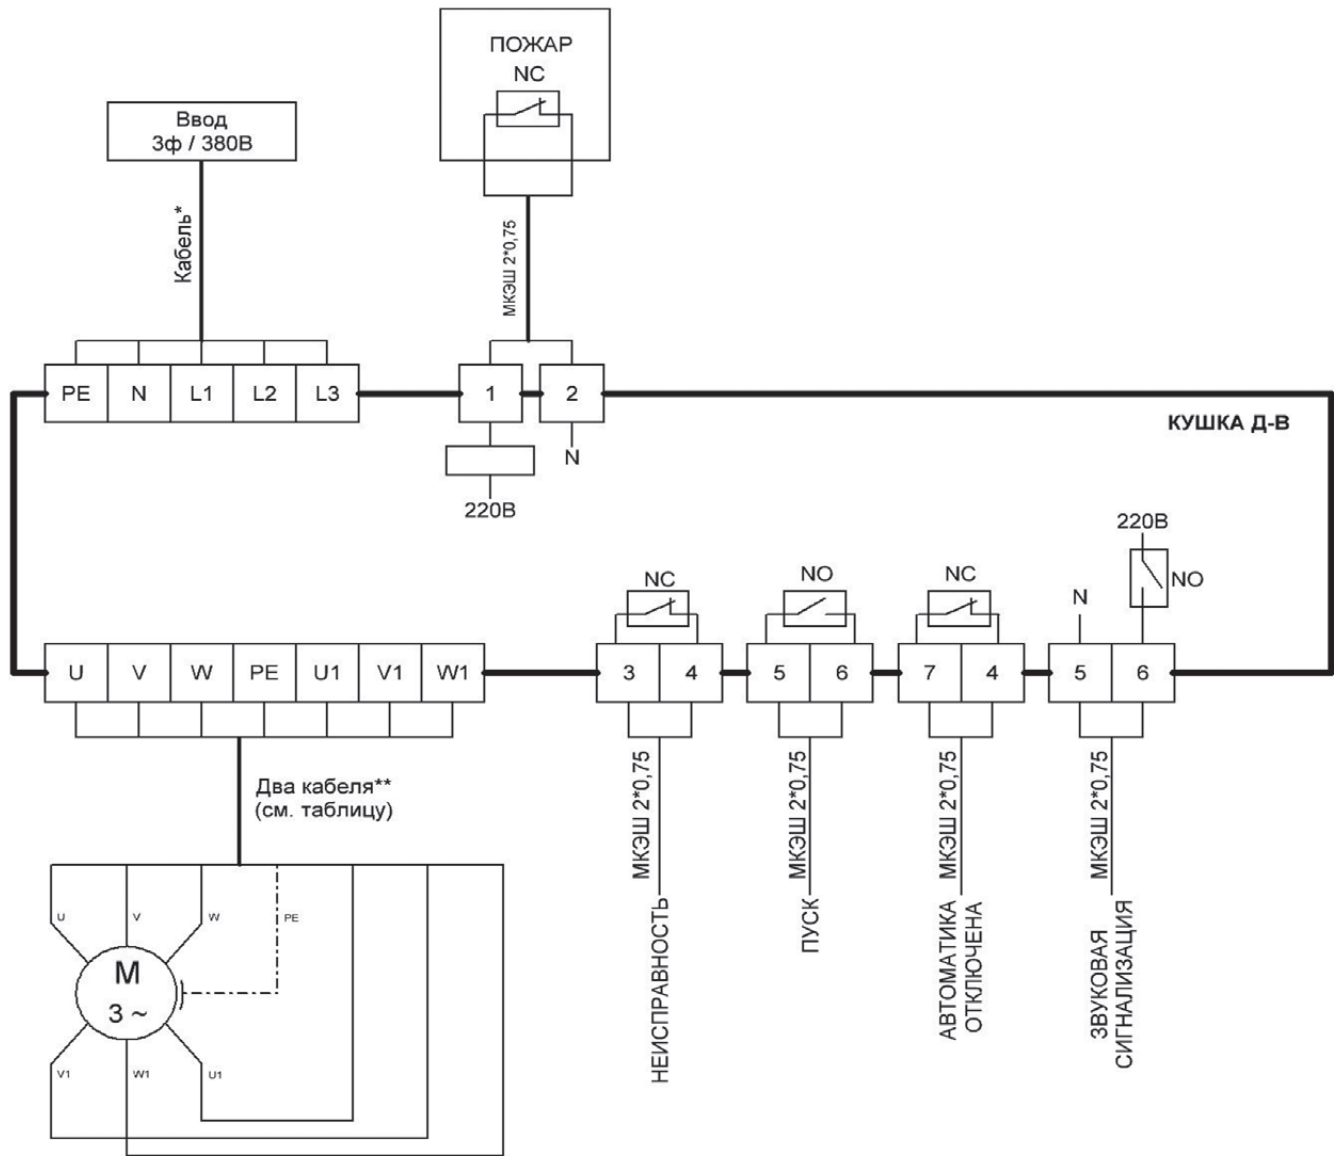 ПОЖАР
NC
Ввод
3ф / 380В
Кабель*
МКЭШ 2*0,75
PE N L1 L2 L3 1 2
КУШКА Д-В
N
220В
220В
NC NO NC N NO
U V W PE U1 V1 W1 3 4 5 6 7 4 5 6
Два кабеля**
(см. таблицу)
МКЭШ 2*0,75
МКЭШ 2*0,75
МКЭШ 2*0,75
МКЭШ 2*0,75
НЕИСПРАВНОСТЬ
ПУСК
АВТОМАТИКА
ОТКЛЮЧЕНА
ЗВУКОВАЯ
СИГНАЛИЗАЦИЯ
U V W PE
M
3 ~
V1 W1 U1